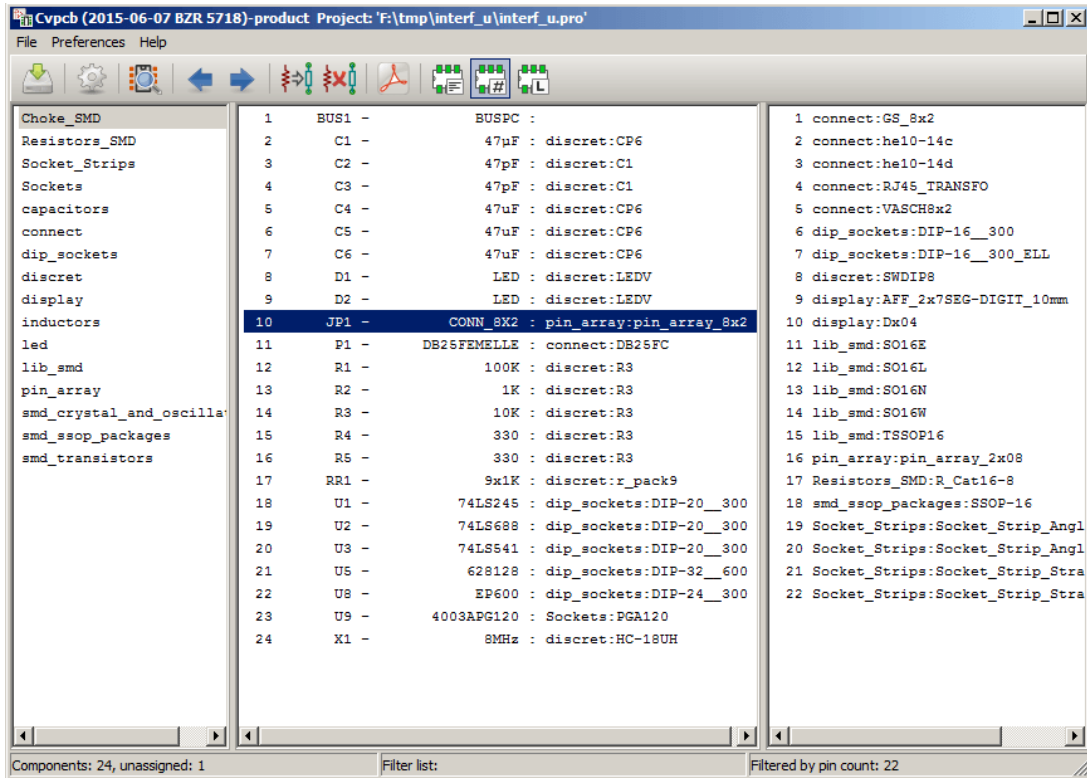 Cvpcb (2015-06-07 BZR 5718)-product Project: 'F:\tmp\interf_u\interf_u.pro'
File Preferences Help
Choke_SMD
Resistors_SMD
Socket_Strips
Sockets
capacitors
connect
dip_sockets
discret
display
inductors
led
lib_smd
pin_array
smd_crystal_and_oscilla
smd_ssop_packages
smd_transistors
1 BUS1 - BUSPC :
2 C1 - 47µF : discret:CP6
3 C2 - 47pF : discret:C1
4 C3 - 47pF : discret:C1
5 C4 - 47uF : discret:CP6
6 C5 - 47uF : discret:CP6
7 C6 - 47uF : discret:CP6
8 D1 - LED : discret:LEDV
9 D2 - LED : discret:LEDV
10 JP1 - CONN_8X2 : pin_array:pin_array_8x2
11 P1 - DB25FEMELLE : connect:DB25FC
12 R1 - 100K : discret:R3
13 R2 - 1K : discret:R3
14 R3 - 10K : discret:R3
15 R4 - 330 : discret:R3
16 R5 - 330 : discret:R3
17 RR1 - 9x1K : discret:r_pack9
18 U1 - 74LS245 : dip_sockets:DIP-20__300
19 U2 - 74LS688 : dip_sockets:DIP-20__300
20 U3 - 74LS541 : dip_sockets:DIP-20__300
21 U5 - 628128 : dip_sockets:DIP-32__600
22 U8 - EP600 : dip_sockets:DIP-24__300
23 U9 - 4003APG120 : Sockets:PGA120
24 X1 - 8MHz : discret:HC-18UH
1 connect:GS_8x2
2 connect:he10-14c
3 connect:he10-14d
4 connect:RJ45_TRANSFO
5 connect:VASCH8x2
6 dip_sockets:DIP-16__300
7 dip_sockets:DIP-16__300_ELL
8 discret:SWDIP8
9 display:AFF_2x7SEG-DIGIT_10mm
10 display:Dx04
11 lib_smd:SO16E
12 lib_smd:SO16L
13 lib_smd:SO16N
14 lib_smd:SO16W
15 lib_smd:TSSOP16
16 pin_array:pin_array_2x08
17 Resistors_SMD:R_Cat16-8
18 smd_ssop_packages:SSOP-16
19 Socket_Strips:Socket_Strip_Angl
20 Socket_Strips:Socket_Strip_Angl
21 Socket_Strips:Socket_Strip_Stra
22 Socket_Strips:Socket_Strip_Stra
Components: 24, unassigned: 1
Filter list:
Filtered by pin count: 22